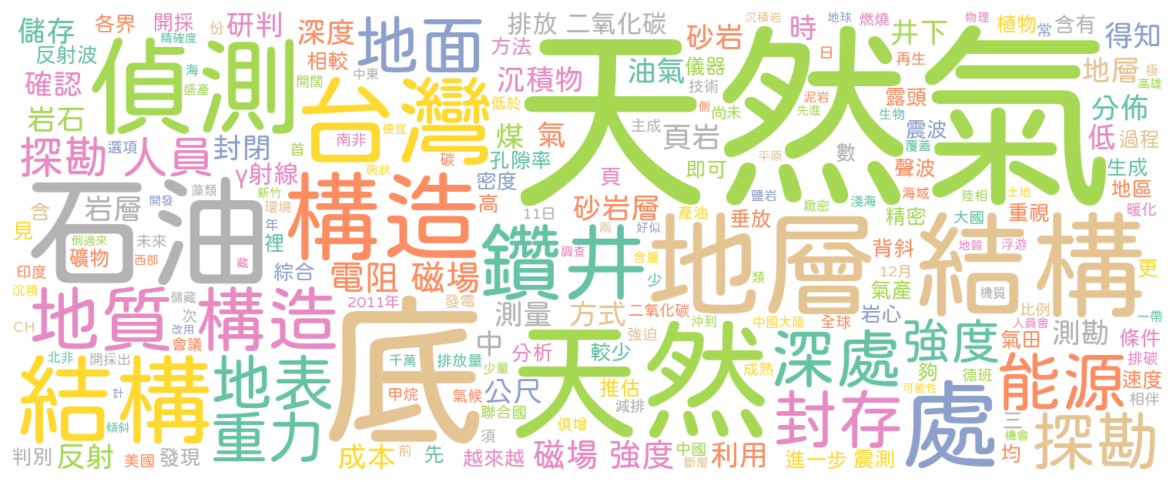 儲存 各界 開採 研判 深度 地面 排放 二氧化碳 沉積岩 地球 燃燒 物理 植物 常 含有 得知
反射波 份 精確度 相較 方法 砂岩 時 井下
確認 海 盛產 開闊 中東 沉積物 油氣 儀器 日 再生 地層 極 高雄
偵測 台灣 天然氣
岩石 低於 技術 側 尚未 泥岩 先進 露頭 生物 分佈
探勘 人員 選項 封閉 首 南非 便宜 煤 氣 主成 頁岩 數 震波 覆蓋 低 過程
γ射線 碳 碗狀 孔隙率 即可 平原 聲波 生成
石油 岩層 藻類 開發 新竹 構造 密度 頁 鹽岩 緻密 淺海 海域 陸相 土地 地區
含 環境 高 11日 砂岩層 產油 垂放 精密 大國 重視 暖化
見 倒過來 未來 年 裡 鑽井 雨 好似 地層 背斜 結構
印度 礦物 西部 藏 綜合 電阻 磁場 調查 含量 少 類 12月 地質 浮游 更
沉積 地質 構造 儲藏 2011年 發電 測量 方式 二氧化碳 岩心 氣產 機質 比例 一帶
CH 次 改用 會議 底 中 強迫 沖到 中國大陸 全球 強度 人員會 氣田 測勘 條件
結構 北非 開採出 地表 千萬 排放量 分析 較少 天然 成熟 深處 夠 德班 排碳 速度
計 甲烷 少量 氣候 公尺 推估 可能性 處 能源 相伴
傾斜 重力 聯合國 減排 俱增 封存 三 機會 探勘
判別 反射 美國 發現 成本 前 先 須 越來越 磁場 強度 中國 斷層 利用 進一步 震測 均